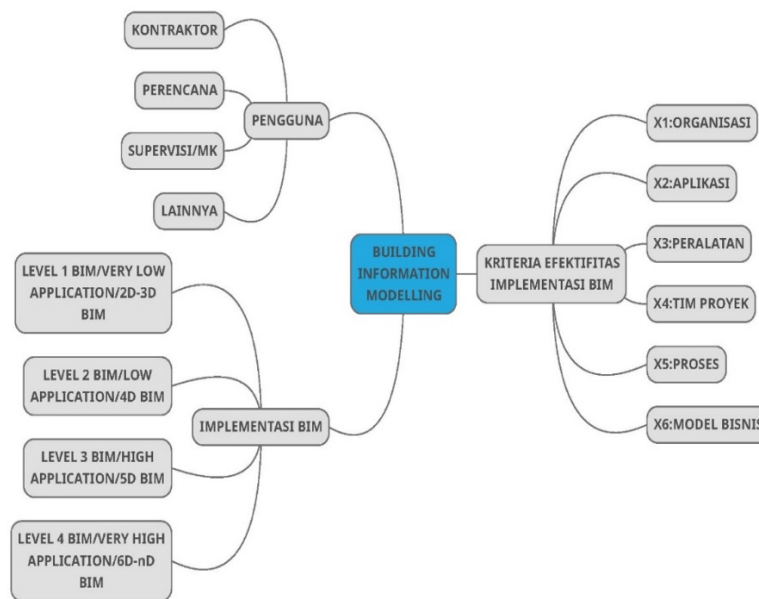 KONTRAKTOR
PERENCANA
SUPERVISI/MK
LAINNYA
PENGGUNA
LEVEL 1 BIM/VERY LOW
APPLICATION/2D-3D
BIM
LEVEL 2 BIM/LOW
APPLICATION/4D BIM
LEVEL 3 BIM/HIGH
APPLICATION/5D BIM
LEVEL 4 BIM/VERY HIGH
APPLICATION/6D-nD
BIM
IMPLEMENTASI BIM
BUILDING
INFORMATION
MODELLING
KRITERIA EFEKTIFITAS
IMPLEMENTASI BIM
X1:ORGANISASI
X2:APLIKASI
X3:PERALATAN
X4:TIM PROYEK
X5:PROSES
X6:MODEL BISNIS